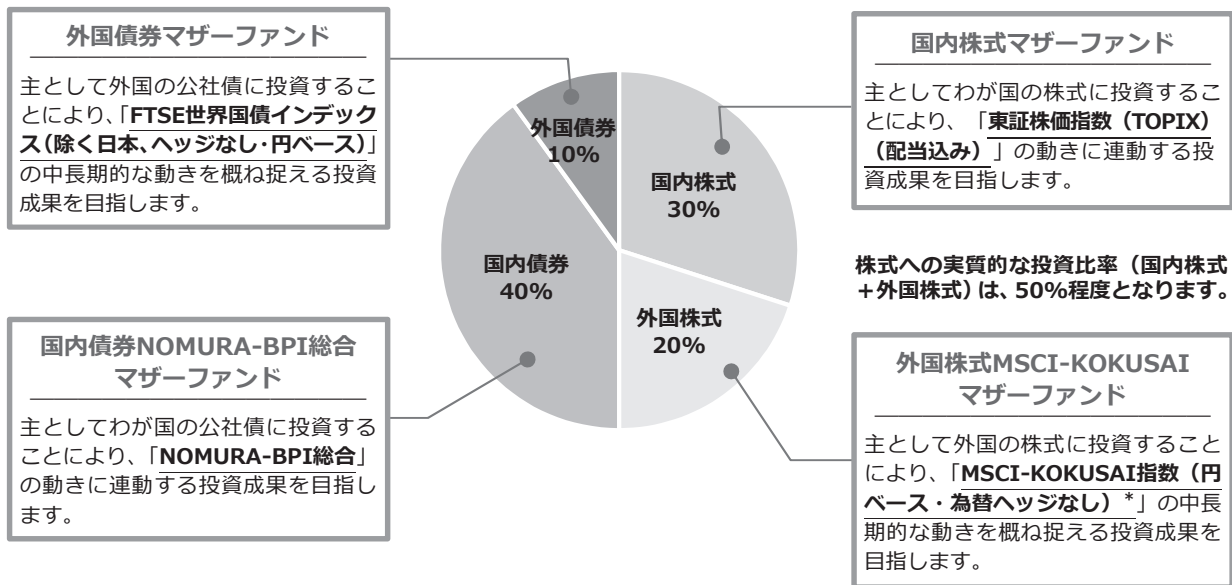 外国債券マザーファンド
主として外国の公社債に投資するこ
とにより、「FTSE世界国債インデック
ス（除く日本、ヘッジなし・円ベース）」
の中長期的な動きを概ね捉える投資
成果を目指します。
国内株式マザーファンド
主としてわが国の株式に投資するこ
とにより、「東証株価指数（TOPIX）
（配当込み）」の動きに連動する投
資成果を目指します。
外国債券
10%
国内株式
30%
国内債券
40%
外国株式
20%
株式への実質的な投資比率（国内株式
＋外国株式）は、50%程度となります。
国内債券NOMURA-BPI総合
マザーファンド
主としてわが国の公社債に投資する
ことにより、「NOMURA-BPI総合」
の動きに連動する投資成果を目指し
ます。
外国株式MSCI-KOKUSAI
マザーファンド
主として外国の株式に投資すること
により、「MSCI-KOKUSAI指数（円
ベース・為替ヘッジなし）*」の中長
期的な動きを概ね捉える投資成果を
目指します。